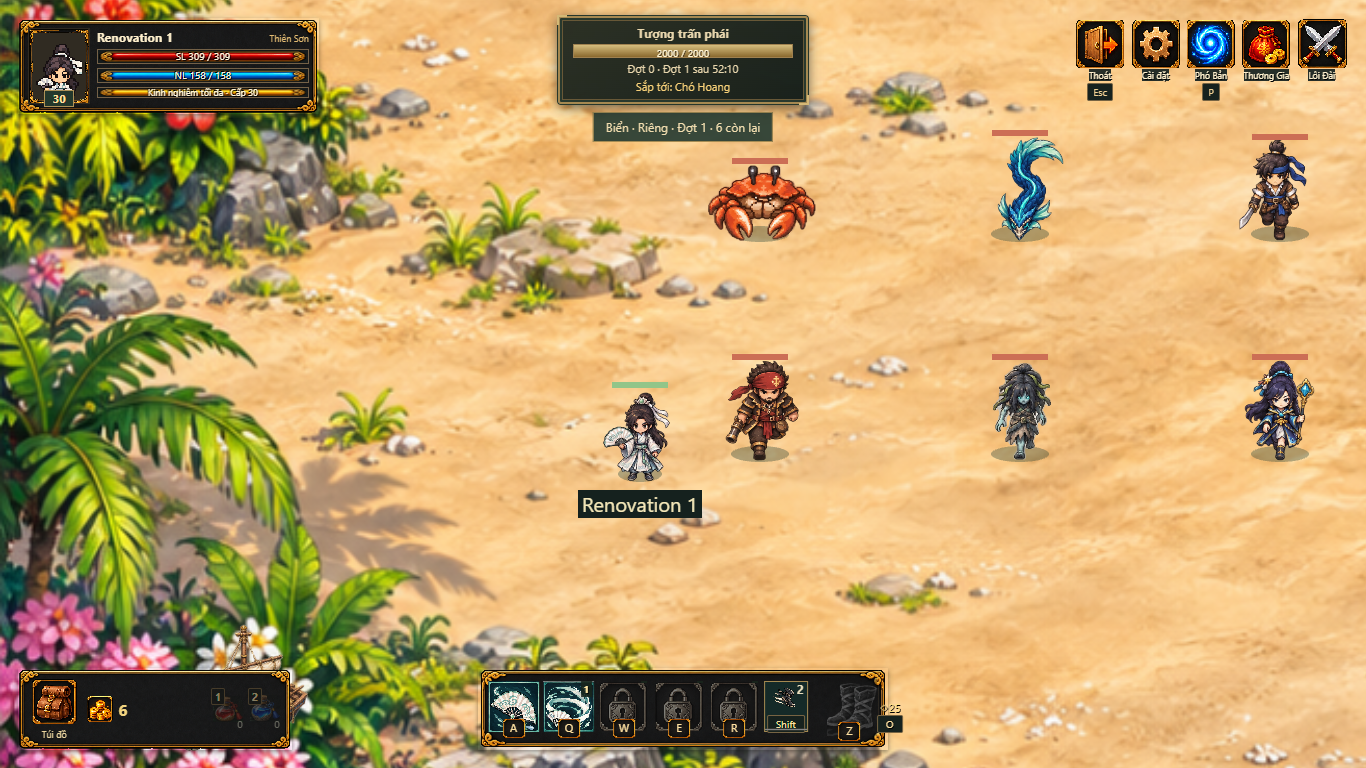 Renovation 1
Thiên Sơn
SL 309 / 309
NL 158 / 158
Kinh nghiệm tối đa · Cấp 30
30
Tượng trấn phái
2000 / 2000
Đợt 0 · Đợt 1 sau 52:10
Sắp tới: Chó Hoang
Biển · Riêng · Đợt 1 · 6 còn lại
Thoát
Cài đặt
Phó Bản
Thương Gia
Lôi Đài
Esc
P
Renovation 1
Túi đồ
6
1
0
2
0
A
1
Q
W
E
R
2
Shift
Z
25
O